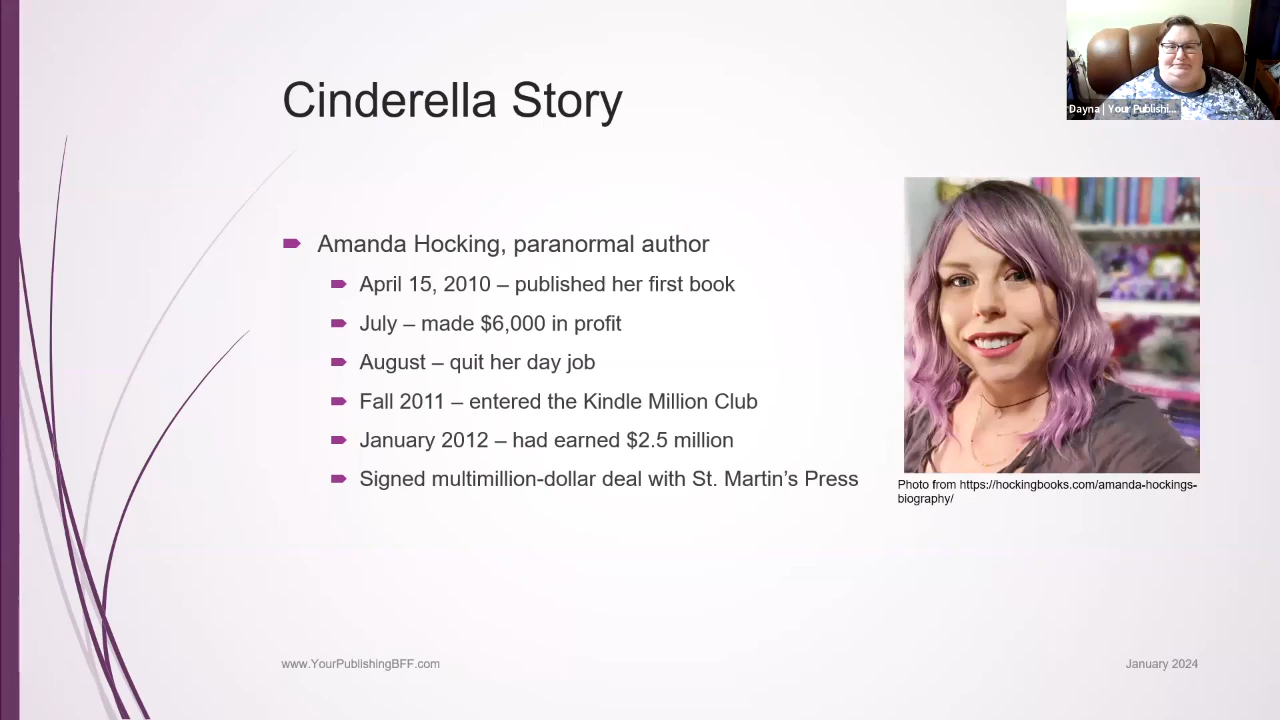 Cinderella Story
Dayna | Your Publishi...
Amanda Hocking, paranormal author
April 15, 2010 – published her first book
July – made $6,000 in profit
August – quit her day job
Fall 2011 – entered the Kindle Million Club
January 2012 – had earned $2.5 million
Signed multimillion-dollar deal with St. Martin’s Press
Photo from https://hockingbooks.com/amanda-hockings-
biography/
www.YourPublishingBFF.com
January 2024